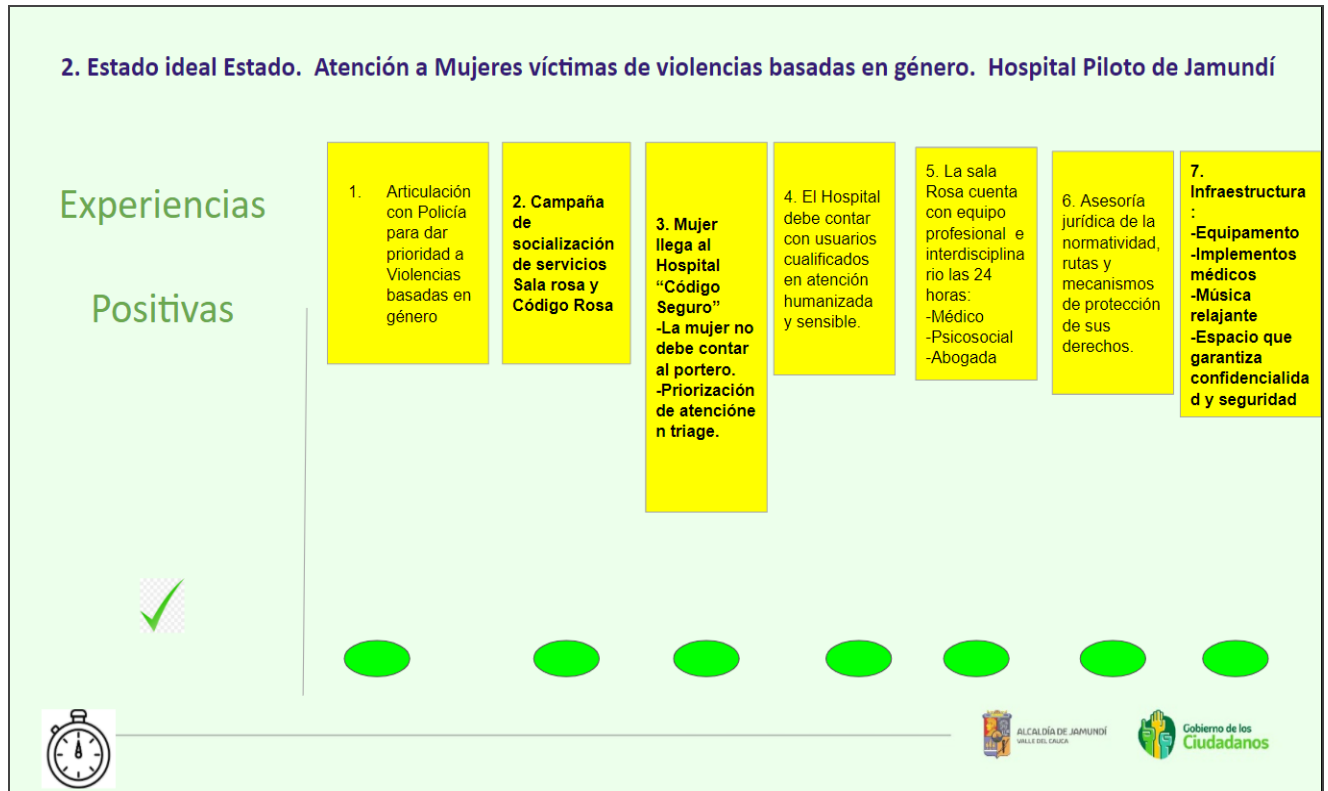 2. Estado ideal Estado.  Atención a Mujeres víctimas de violencias basadas en género.  Hospital Piloto de Jamundí
Experiencias
Positivas
1. Articulación
con Policía
para dar
prioridad a
Violencias
basadas en
género
2. Campaña
de
socialización
de servicios
Sala rosa y
Código Rosa
3. Mujer
llega al
Hospital
“Código
Seguro”
-La mujer no
debe contar
al portero.
-Priorización
de atencióne
n triage.
4. El Hospital
debe contar
con usuarios
cualificados
en atención
humanizada
y sensible.
5. La sala
Rosa cuenta
con equipo
profesional  e
interdisciplina
rio las 24
horas:
-Médico
-Psicosocial
-Abogada
6. Asesoría
jurídica de la
normatividad,
rutas y
mecanismos
de protección
de sus
derechos.
7.
Infraestructura
:
-Equipamento
-Implementos
médicos
-Música
relajante
-Espacio que
garantiza
confidencialida
d y seguridad
ALCALDÍA DE JAMUNDÍ
VALLE DEL CAUCA
Gobierno de los
Ciudadanos